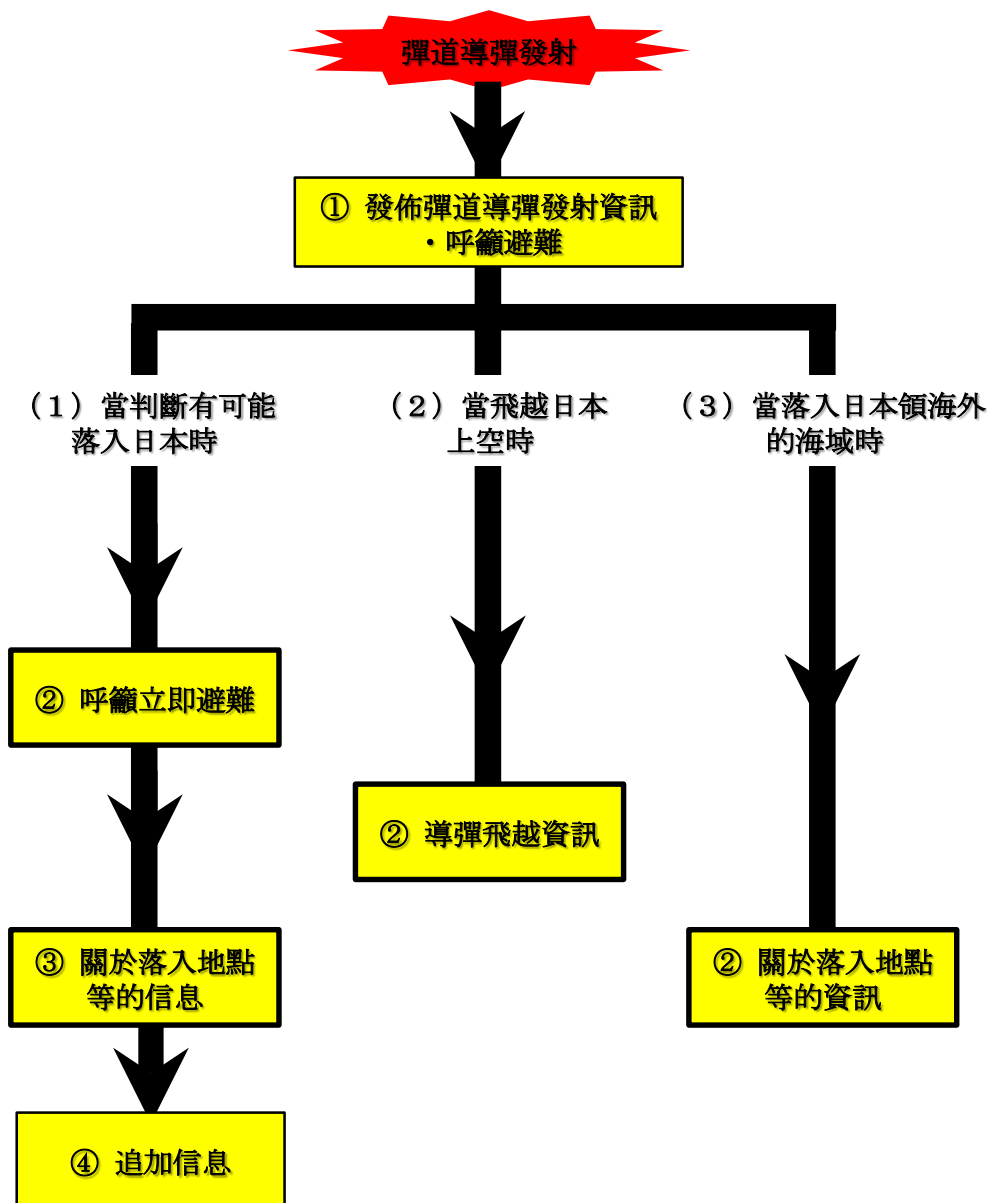 彈道導彈發射
① 發佈彈道導彈發射資訊
・呼籲避難
（１）當判斷有可能
落入日本時
（２）當飛越日本
上空時
（３）當落入日本領海外
的海域時
② 呼籲立即避難
② 導彈飛越資訊
③ 關於落入地點
等的信息
② 關於落入地點
等的資訊
④ 追加信息